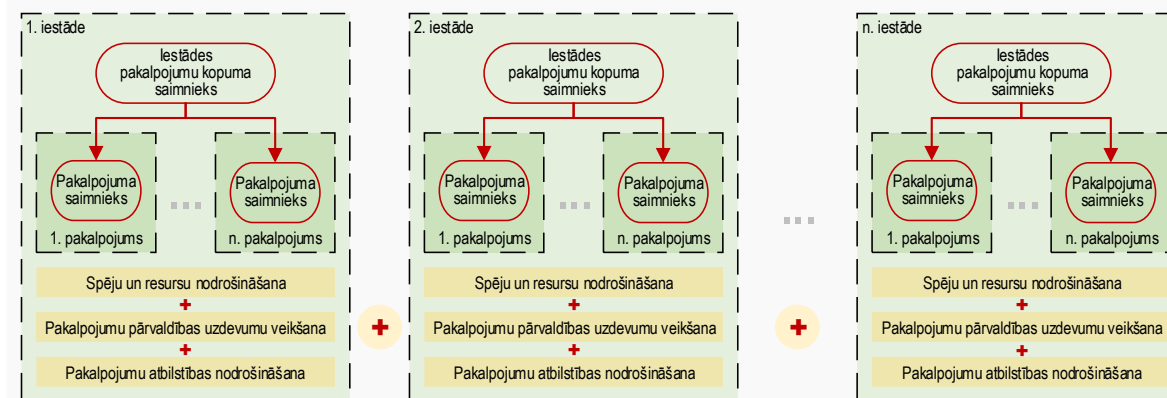 1. iestāde
Iestādes
pakalpojumu kopuma
saimnieks
Pakalpojuma
saimnieks
1. pakalpojums
Pakalpojuma
saimnieks
n. pakalpojums
Spēju un resursu nodrošināšana
+
Pakalpojumu pārvaldības uzdevumu veikšana
+
Pakalpojumu atbilstības nodrošināšana
+
2. iestāde
Iestādes
pakalpojumu kopuma
saimnieks
Pakalpojuma
saimnieks
1. pakalpojums
Pakalpojuma
saimnieks
n. pakalpojums
Spēju un resursu nodrošināšana
+
Pakalpojumu pārvaldības uzdevumu veikšana
+
Pakalpojumu atbilstības nodrošināšana
+
n. iestāde
Iestādes
pakalpojumu kopuma
saimnieks
Pakalpojuma
saimnieks
1. pakalpojums
Pakalpojuma
saimnieks
n. pakalpojums
Spēju un resursu nodrošināšana
+
Pakalpojumu pārvaldības uzdevumu veikšana
+
Pakalpojumu atbilstības nodrošināšana